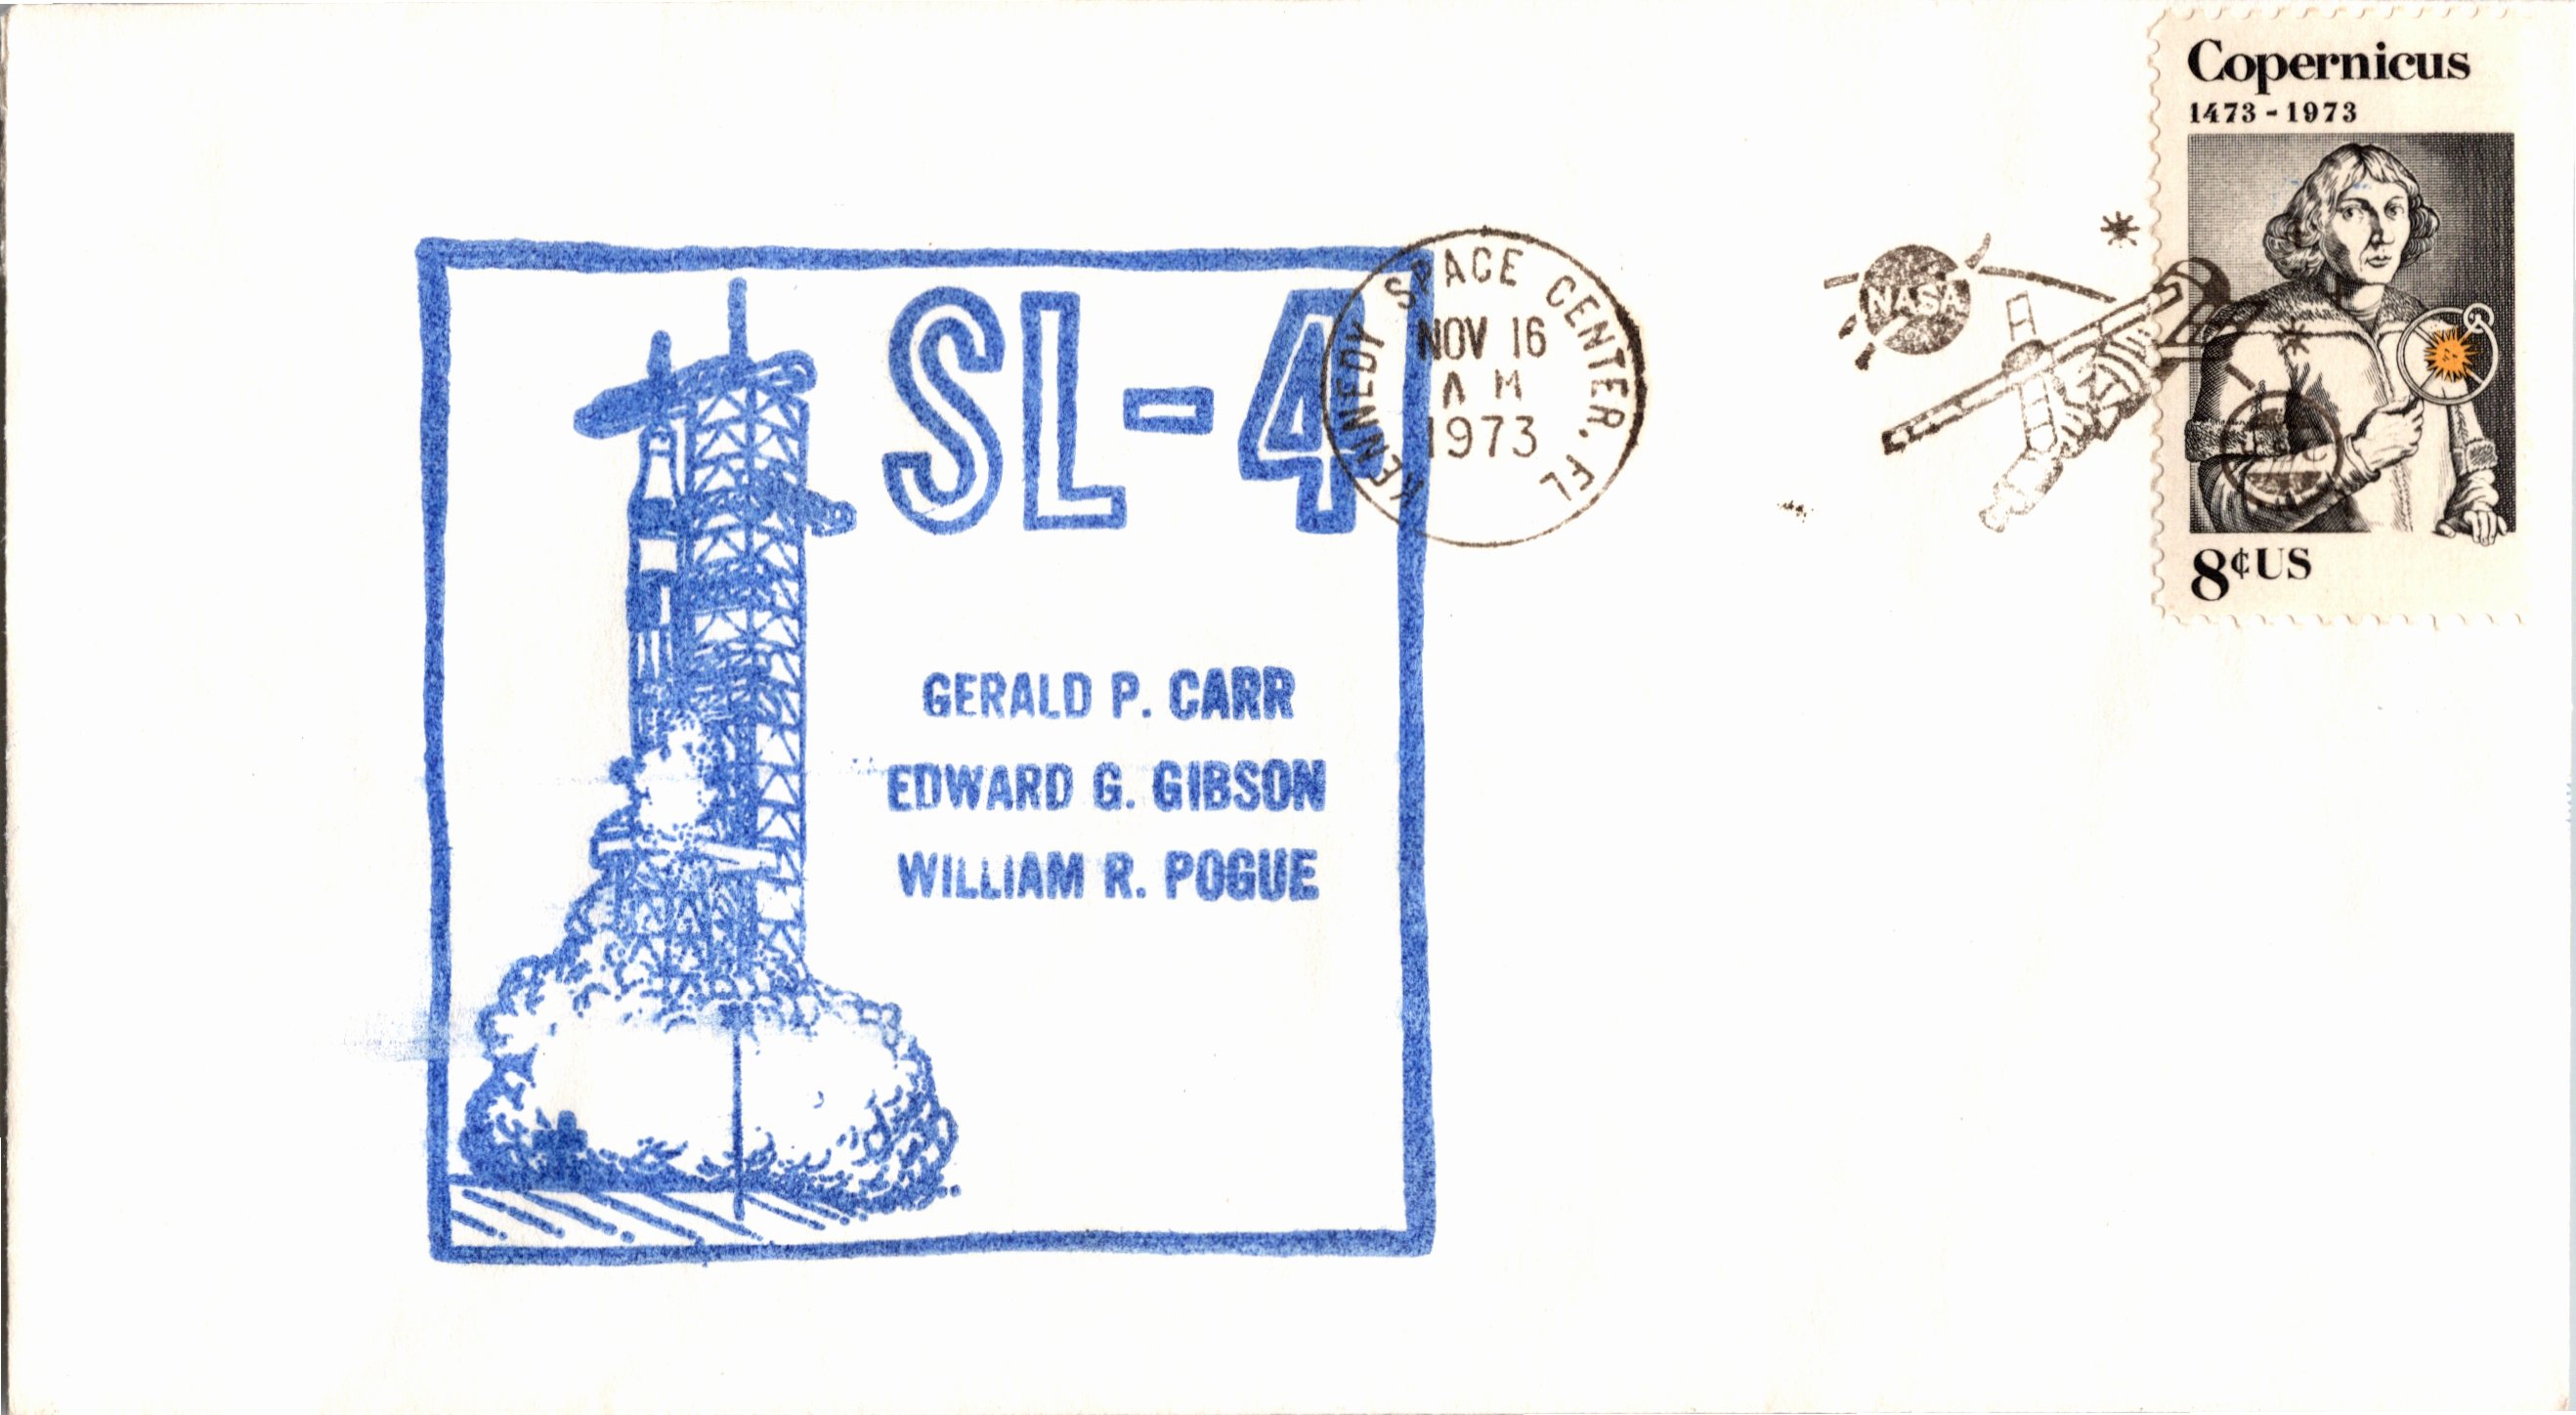 SL-4
GERALD P. CARR
EDWARD G. GIBSON
WILLIAM R. POGUE
KENNEDY SPACE CENTER, FL
NOV 16
AM
1973
NASA
Copernicus
1473-1973
8¢US